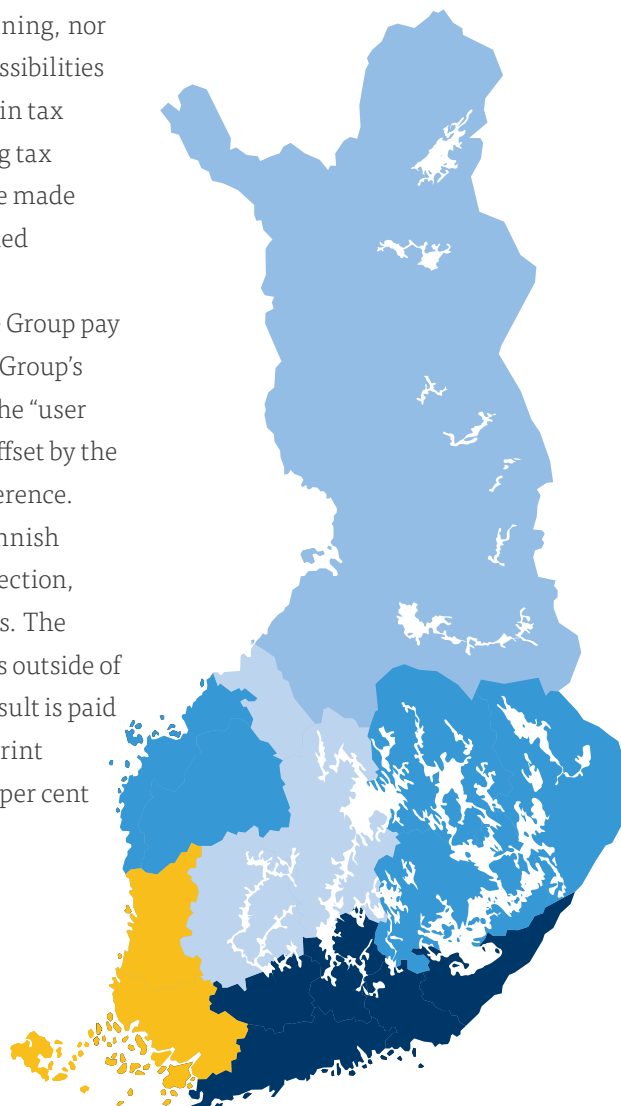 ning, nor
ssibilities
in tax
g tax
e made
ed
Group pay
Group’s
he “user
ffset by the
erence.
nnish
ection,
s. The
s outside of
sult is paid
rint
per cent